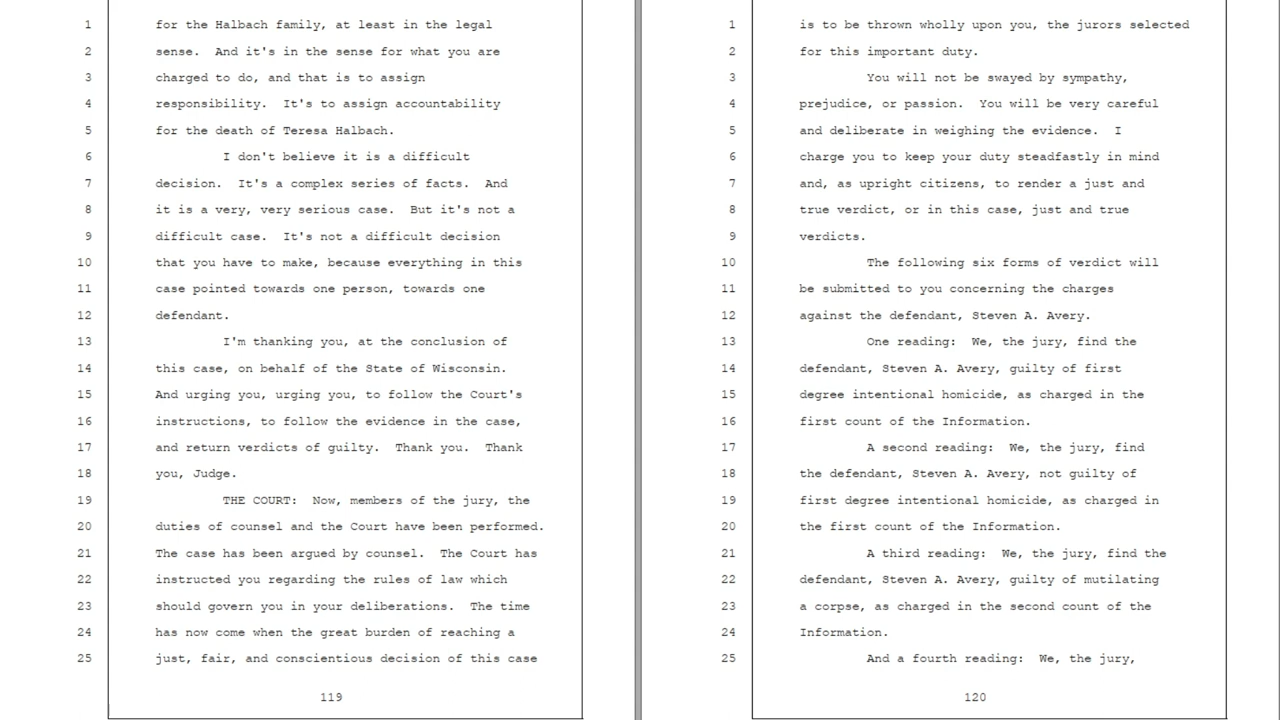 1 for the Halbach family, at least in the legal
2 sense. And it's in the sense for what you are
3 charged to do, and that is to assign
4 responsibility. It's to assign accountability
5 for the death of Teresa Halbach.
6 I don't believe it is a difficult
7 decision. It's a complex series of facts. And
8 it is a very, very serious case. But it's not a
9 difficult case. It's not a difficult decision
10 that you have to make, because everything in this
11 case pointed towards one person, towards one
12 defendant.
13 I'm thanking you, at the conclusion of
14 this case, on behalf of the State of Wisconsin.
15 And urging you, urging you, to follow the Court's
16 instructions, to follow the evidence in the case,
17 and return verdicts of guilty. Thank you. Thank
18 you, Judge.
19 THE COURT: Now, members of the jury, the
20 duties of counsel and the Court have been performed.
21 The case has been argued by counsel. The Court has
22 instructed you regarding the rules of law which
23 should govern you in your deliberations. The time
24 has now come when the great burden of reaching a
25 just, fair, and conscientious decision of this case
119
1 is to be thrown wholly upon you, the jurors selected
2 for this important duty.
3 You will not be swayed by sympathy,
4 prejudice, or passion. You will be very careful
5 and deliberate in weighing the evidence. I
6 charge you to keep your duty steadfastly in mind
7 and, as upright citizens, to render a just and
8 true verdict, or in this case, just and true
9 verdicts.
10 The following six forms of verdict will
11 be submitted to you concerning the charges
12 against the defendant, Steven A. Avery.
13 One reading: We, the jury, find the
14 defendant, Steven A. Avery, guilty of first
15 degree intentional homicide, as charged in the
16 first count of the Information.
17 A second reading: We, the jury, find
18 the defendant, Steven A. Avery, not guilty of
19 first degree intentional homicide, as charged in
20 the first count of the Information.
21 A third reading: We, the jury, find the
22 defendant, Steven A. Avery, guilty of mutilating
23 a corpse, as charged in the second count of the
24 Information.
25 And a fourth reading: We, the jury,
120